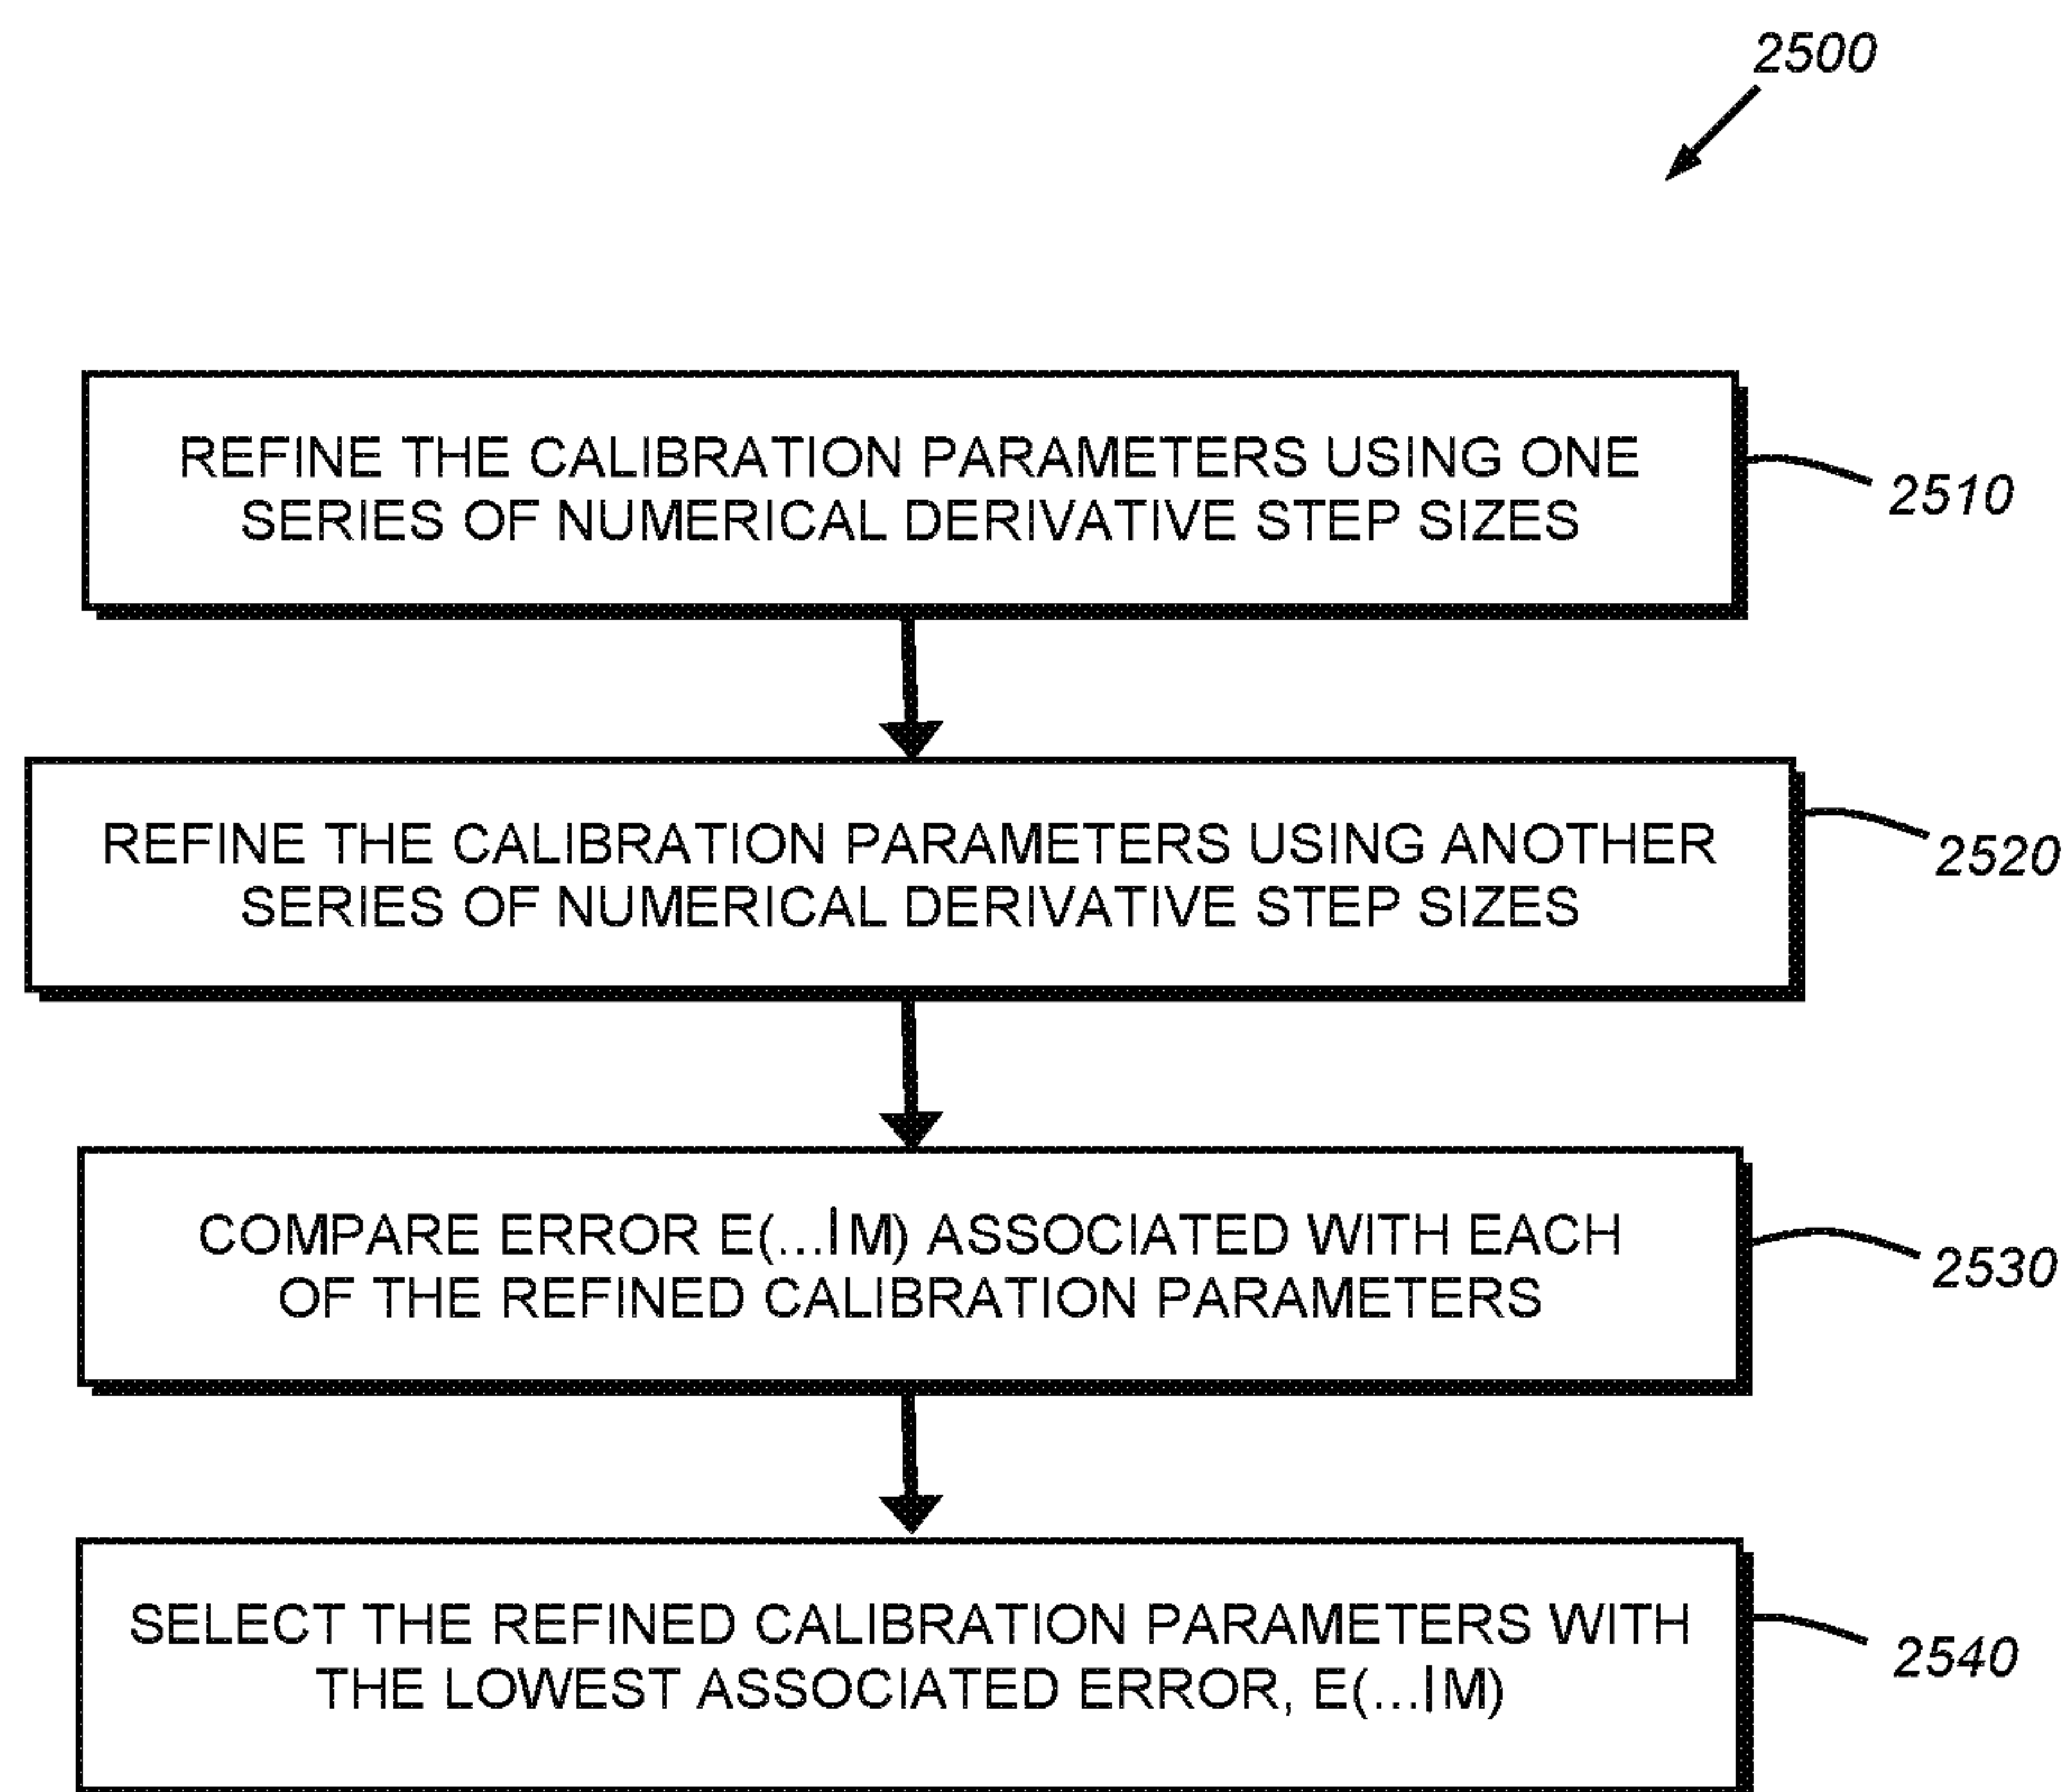 2500
REFINE THE CALIBRATION PARAMETERS USING ONE
SERIES OF NUMERICAL DERIVATIVE STEP SIZES
2510
REFINE THE CALIBRATION PARAMETERS USING ANOTHER
SERIES OF NUMERICAL DERIVATIVE STEP SIZES
2520
COMPARE ERROR E(...|M) ASSOCIATED WITH EACH
OF THE REFINED CALIBRATION PARAMETERS
2530
SELECT THE REFINED CALIBRATION PARAMETERS WITH
THE LOWEST ASSOCIATED ERROR, E(...|M)
2540